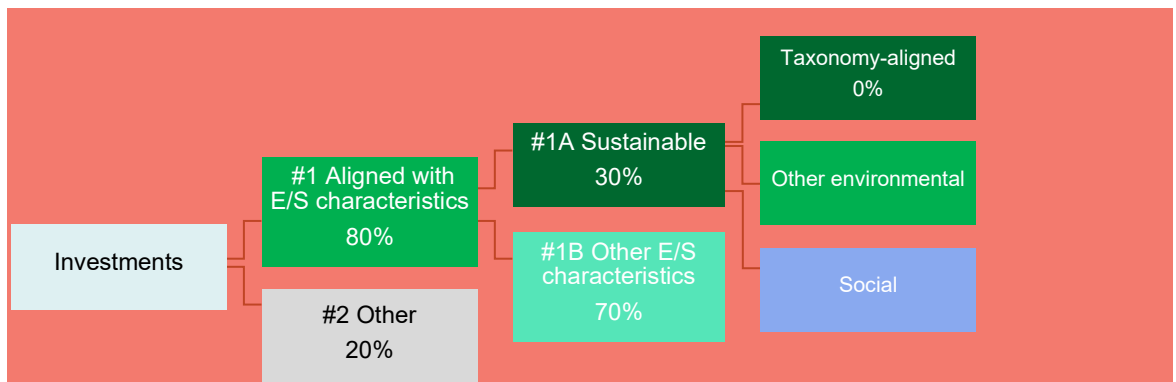 Investments
#1 Aligned with
E/S characteristics
80%
#2 Other
20%
#1A Sustainable
30%
#1B Other E/S
characteristics
70%
Taxonomy-aligned
0%
Other environmental
Social